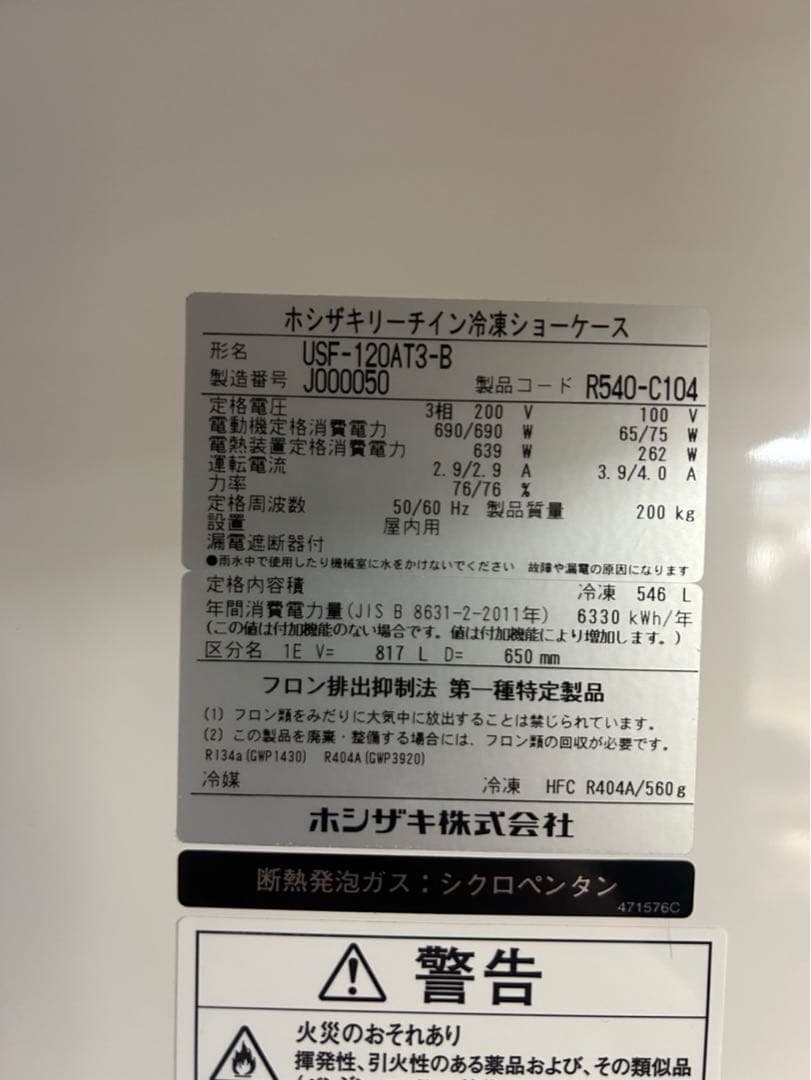 ホシザキリーチイン冷凍ショーケース
形名 USF-120AT3-B
製造番号 J000050 製品コード R540-C104
定格電圧 3相 200 V 100 V
電動機定格消費電力 690/690 W 65/75 W
電熱装置定格消費電力 639 W 262 W
運転電流 2.9/2.9 A 3.9/4.0 A
力率 76/76 %
定格周波数 50/60 Hz 製品質量 200 kg
設置 屋内用
漏電遮断器付
●雨水中で使用したり機械室に水をかけないでください 故障や漏電の原因になります
定格内容積 冷凍 546 L
年間消費電力量(JIS B 8631-2-2011年) 6330 kWh/年
(この値は付加機能のない場合です。値は付加機能により増加します。)
区分名 1E V= 817 L D= 650 mm
フロン排出抑制法 第一種特定製品
(1) フロン類をみだりに大気中に放出することは禁じられています。
(2) この製品を廃棄・整備する場合には、フロン類の回収が必要です。
R134a(GWP1430) R404A(GWP3920)
冷媒 冷凍 HFC R404A/560g
ホシザキ株式会社
断熱発泡ガス：シクロペンタン
471576C
警告
火災のおそれあり
揮発性、引火性のある薬品および、その類似品